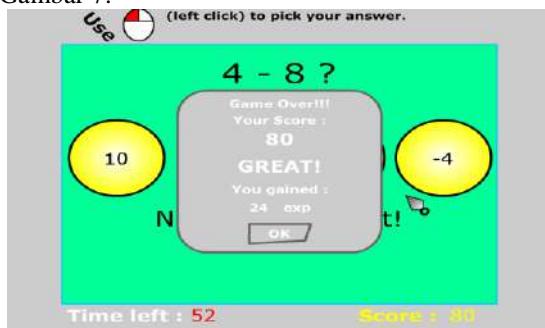 Gambar 7.
Use (left click) to pick your answer.
4 - 8 ?
Game Over!!!
Your Score :
80
GREAT!
You gained :
24 exp
OK
10
-4
Time left : 52
Score : 80